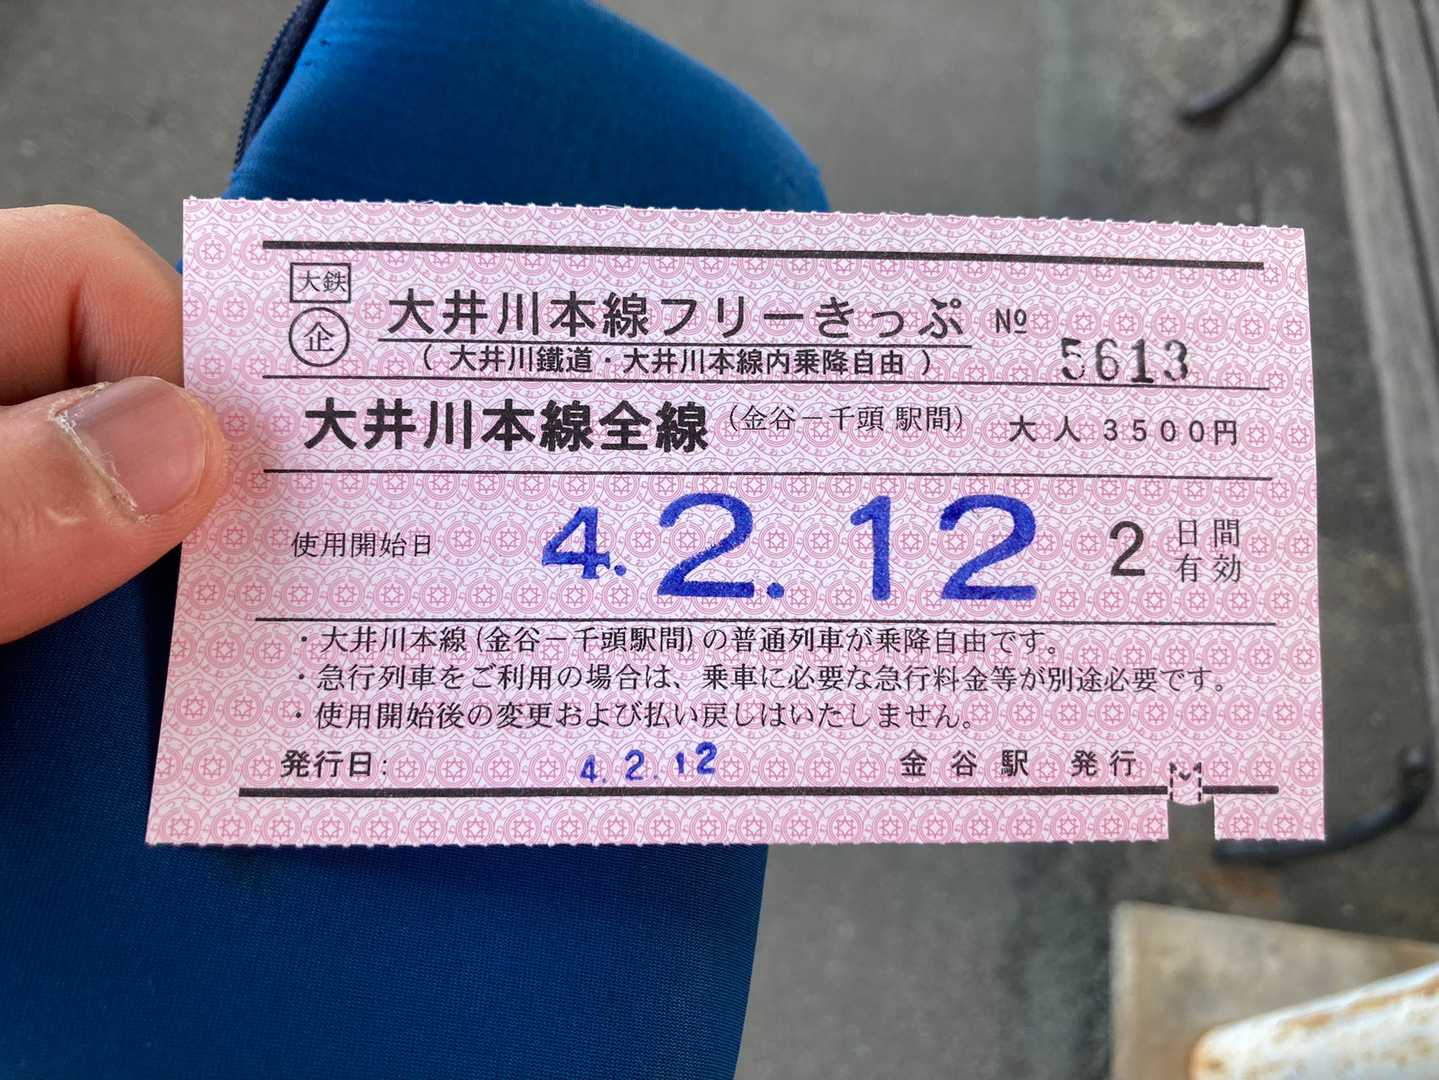 大鉄
企
大井川本線フリーきっぷ № 5613
(大井川鐵道・大井川本線内乗降自由)
大井川本線全線(金谷−千頭 駅間) 大人 3500円
使用開始日 4.2.12 2 日間有効
・大井川本線(金谷−千頭駅間)の普通列車が乗降自由です。
・急行列車をご利用の場合は、乗車に必要な急行料金等が別途必要です。
・使用開始後の変更および払い戻しはいたしません。
発行日: 4.2.12 金谷駅 発行